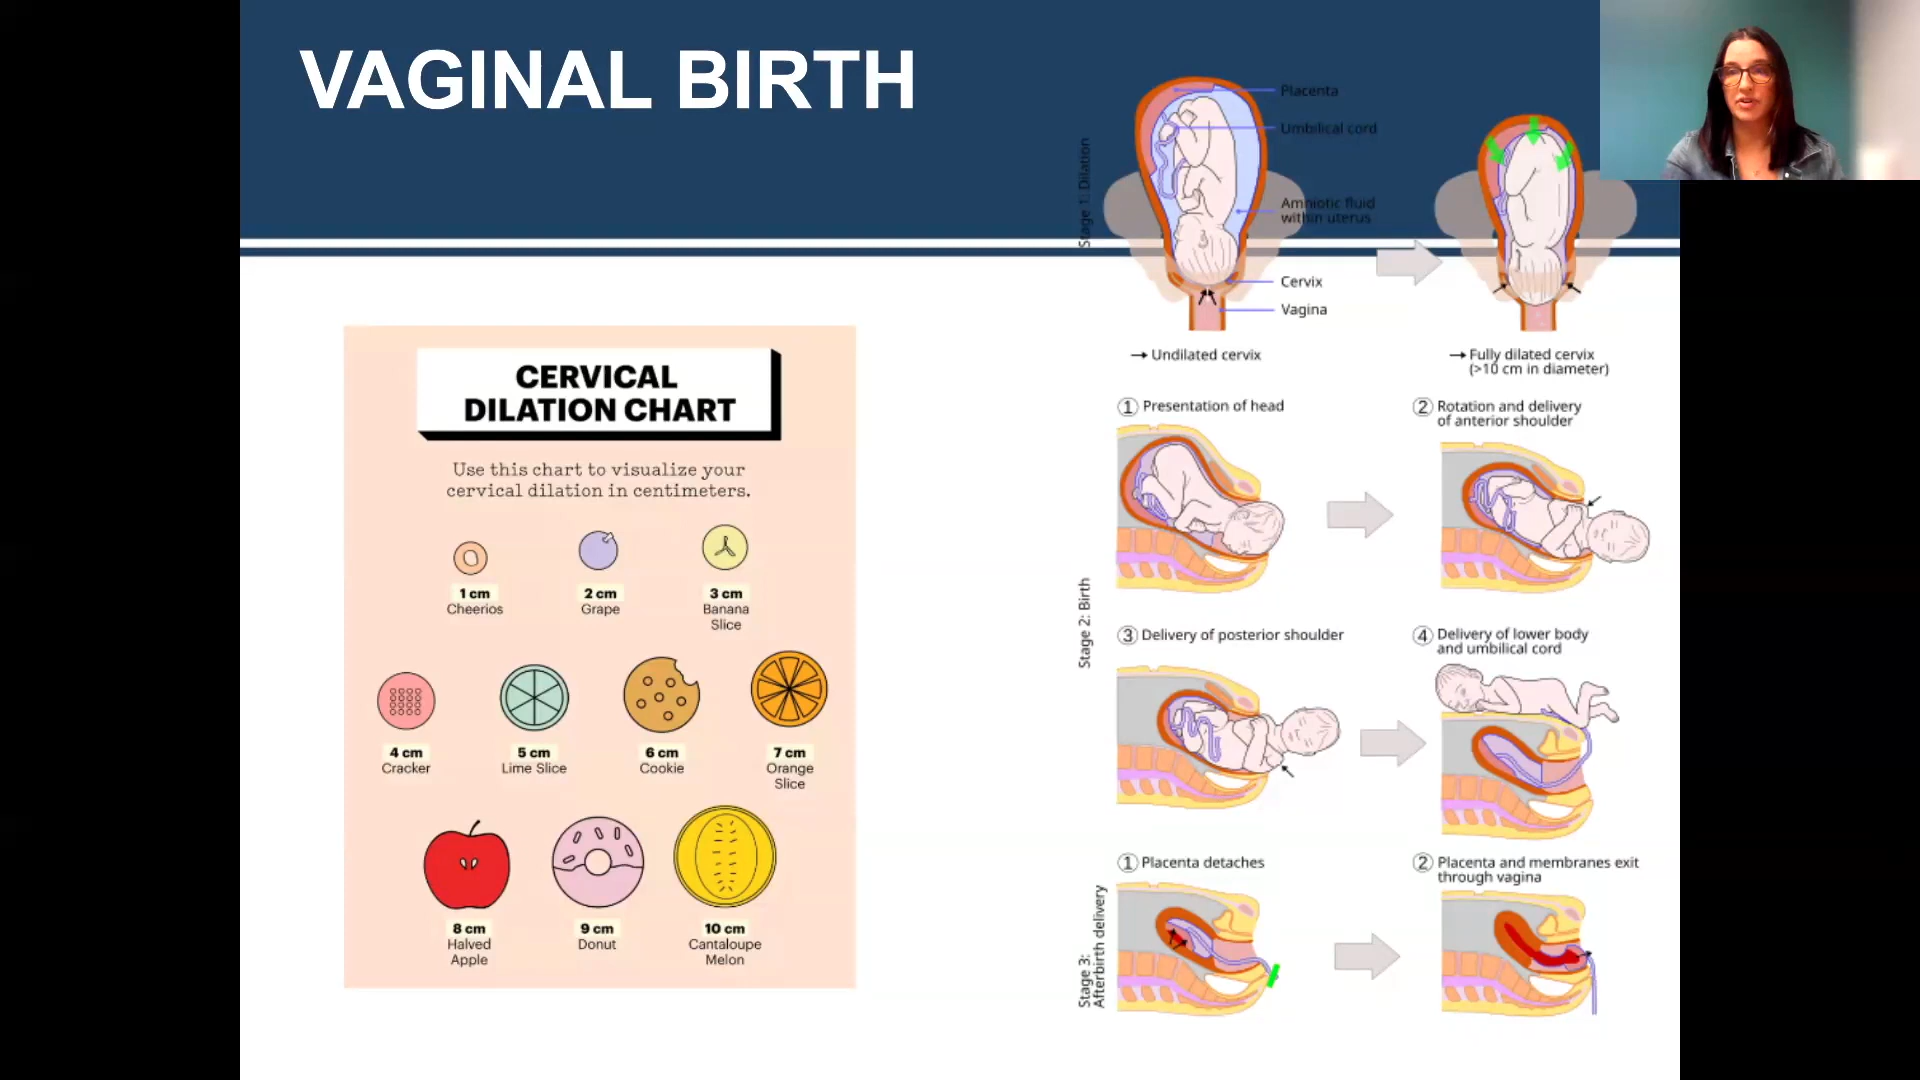 VAGINAL BIRTH
CERVICAL
DILATION CHART
Use this chart to visualize your
cervical dilation in centimeters.
1 cm
Cheerios
2 cm
Grape
3 cm
Banana
Slice
4 cm
Cracker
5 cm
Lime Slice
6 cm
Cookie
7 cm
Orange
Slice
8 cm
Halved
Apple
9 cm
Donut
10 cm
Cantaloupe
Melon
Stage 1: Dilation
Placenta
Umbilical cord
Amniotic fluid
within uterus
Cervix
Vagina
→ Undilated cervix
→ Fully dilated cervix
(>10 cm in diameter)
Stage 2: Birth
① Presentation of head
② Rotation and delivery
of anterior shoulder
③ Delivery of posterior shoulder
④ Delivery of lower body
and umbilical cord
Stage 3:
Afterbirth delivery
① Placenta detaches
② Placenta and membranes exit
through vagina